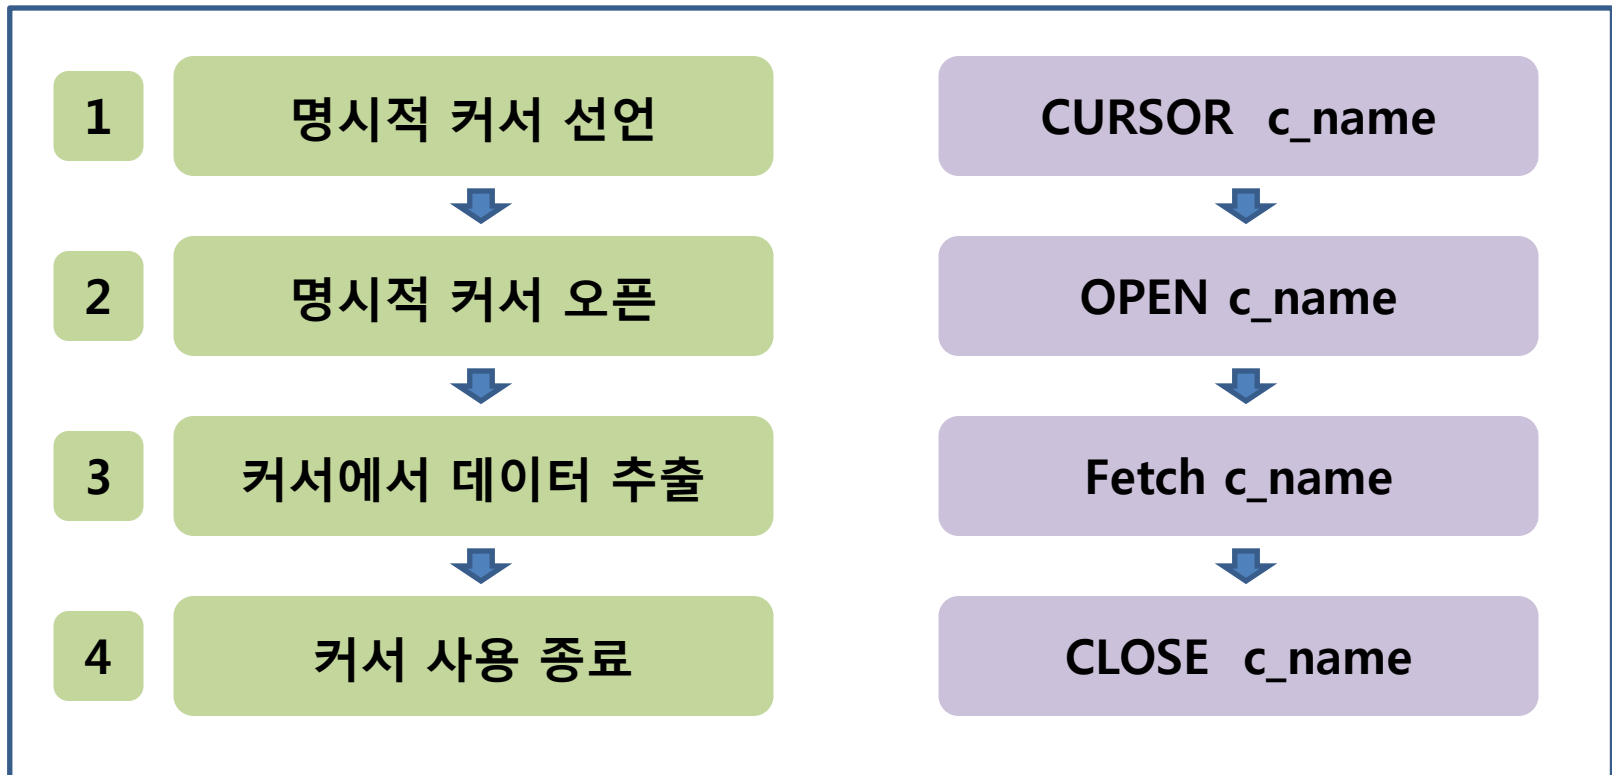 1
명시적 커서 선언
CURSOR c_name
2
명시적 커서 오픈
OPEN c_name
3
커서에서 데이터 추출
Fetch c_name
4
커서 사용 종료
CLOSE c_name